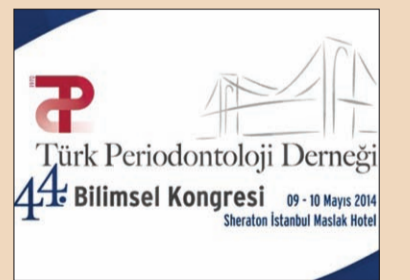 Türk Periodontoloji Derneği
44. Bilimsel Kongresi 09 - 10 Mayıs 2014
Sheraton İstanbul Maslak Hotel